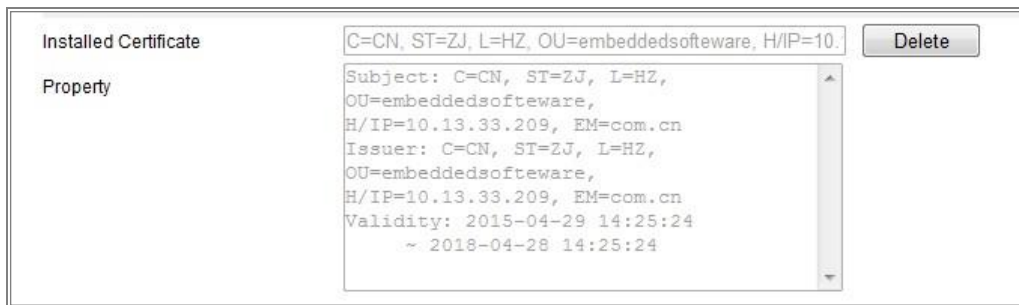 Installed Certificate
C=CN, ST=ZJ, L=HZ, OU=embeddedsofteware, H/IP=10.
Delete
Property
Subject: C=CN, ST=ZJ, L=HZ,
OU=embeddedsofteware,
H/IP=10.13.33.209, EM=com.cn
Issuer: C=CN, ST=ZJ, L=HZ,
OU=embeddedsofteware,
H/IP=10.13.33.209, EM=com.cn
Validity: 2015-04-29 14:25:24
~ 2018-04-28 14:25:24